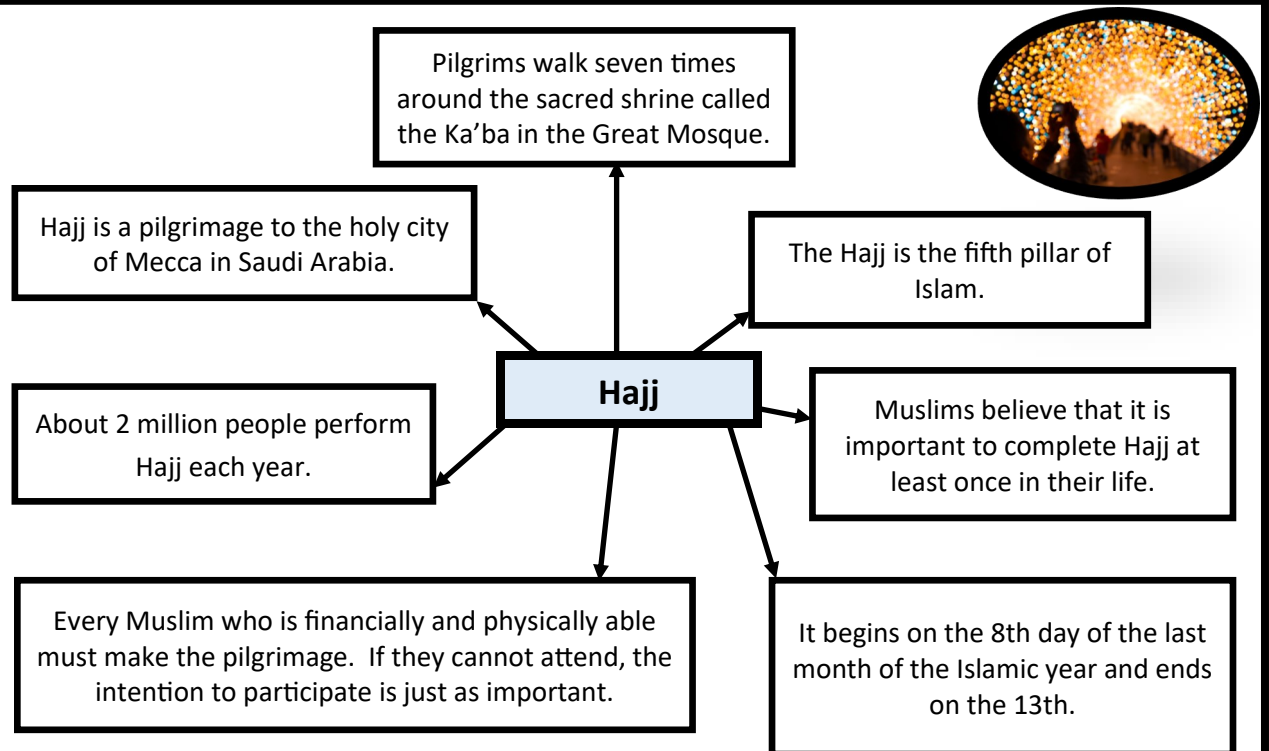 Pilgrims walk seven times
around the sacred shrine called
the Ka’ba in the Great Mosque.
Hajj is a pilgrimage to the holy city
of Mecca in Saudi Arabia.
The Hajj is the fifth pillar of
Islam.
Hajj
About 2 million people perform
Hajj each year.
Muslims believe that it is
important to complete Hajj at
least once in their life.
Every Muslim who is financially and physically able
must make the pilgrimage.  If they cannot attend, the
intention to participate is just as important.
It begins on the 8th day of the last
month of the Islamic year and ends
on the 13th.